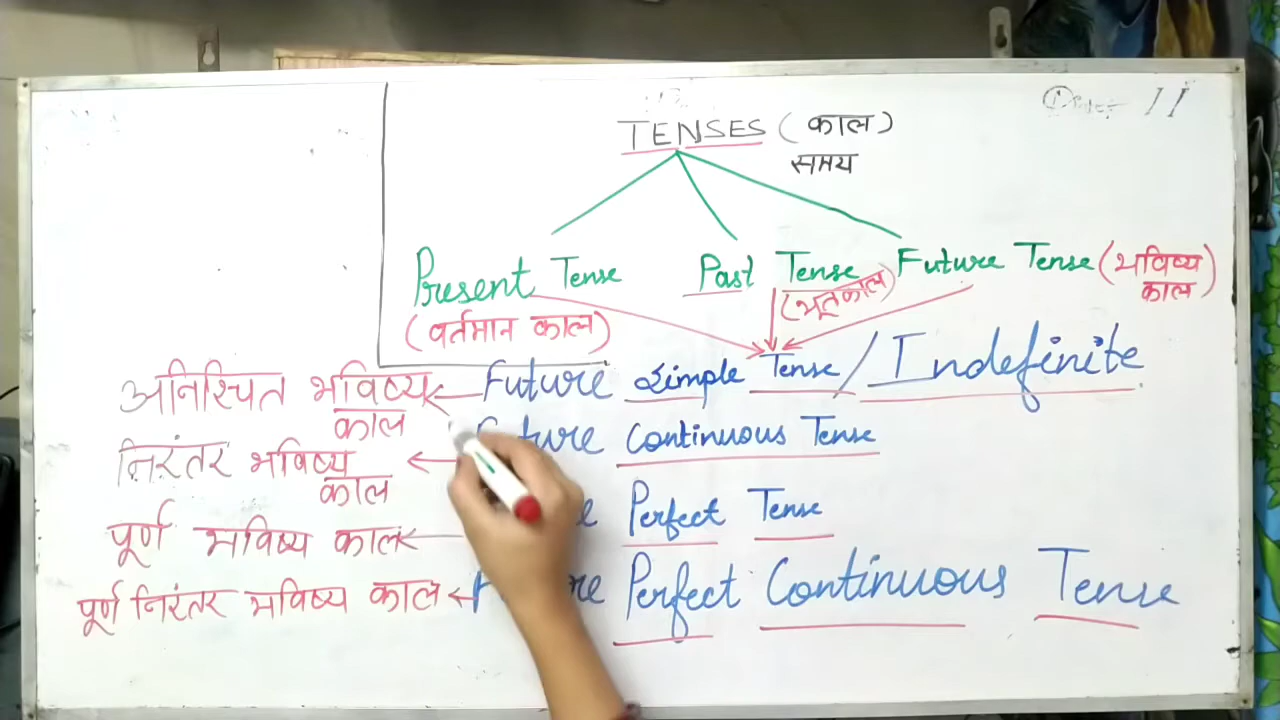 TENSES (काल)
समय
Present Tense Past Tense Future Tense (भविष्य
काल)
(वर्तमान काल) (भूतकाल)
अनिश्चित भविष्य काल ← Future Simple Tense / Indefinite
निरंतर भविष्य काल ← Future Continuous Tense
पूर्ण भविष्य काल ← Perfect Tense
पूर्ण निरंतर भविष्य काल ← Perfect Continuous Tense